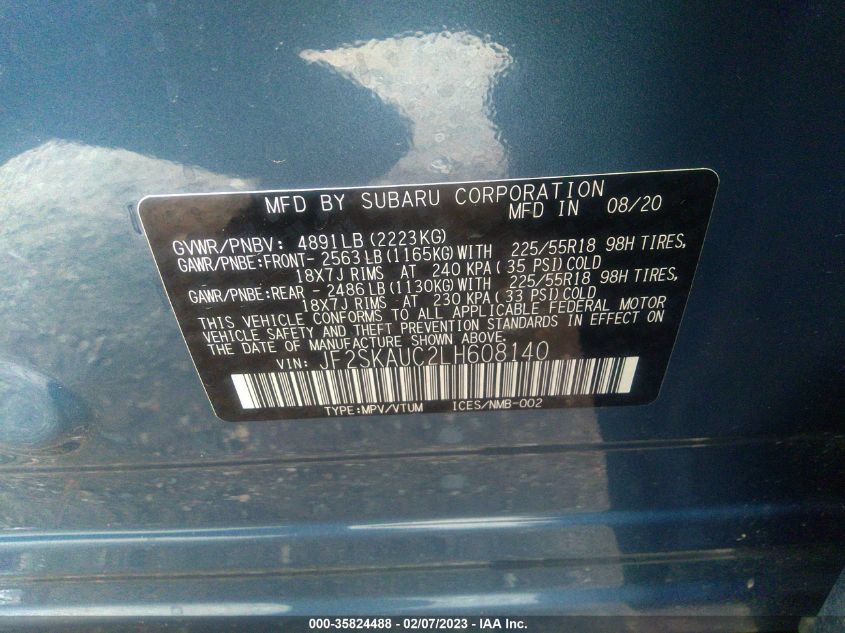 MFD BY SUBARU CORPORATION
MFD IN 08/20
GVWR/PNBV: 4891LB(2223KG)
GAWR/PNBE:FRONT- 2563LB(1165KG)WITH 225/55R18 98H TIRES,
18X7J RIMS AT 240 KPA(35 PSI)COLD
GAWR/PNBE:REAR - 2486LB(1130KG)WITH 225/55R18 98H TIRES,
18X7J RIMS AT 230 KPA(33 PSI)COLD
THIS VEHICLE CONFORMS TO ALL APPLICABLE FEDERAL MOTOR
VEHICLE SAFETY AND THEFT PREVENTION STANDARDS IN EFFECT ON
THE DATE OF MANUFACTURE SHOWN ABOVE.
VIN: JF2SKAUC2LH608140
TYPE:MPV/VTUM ICES/NMB-002
000-35824488 - 02/07/2023 - IAA Inc.